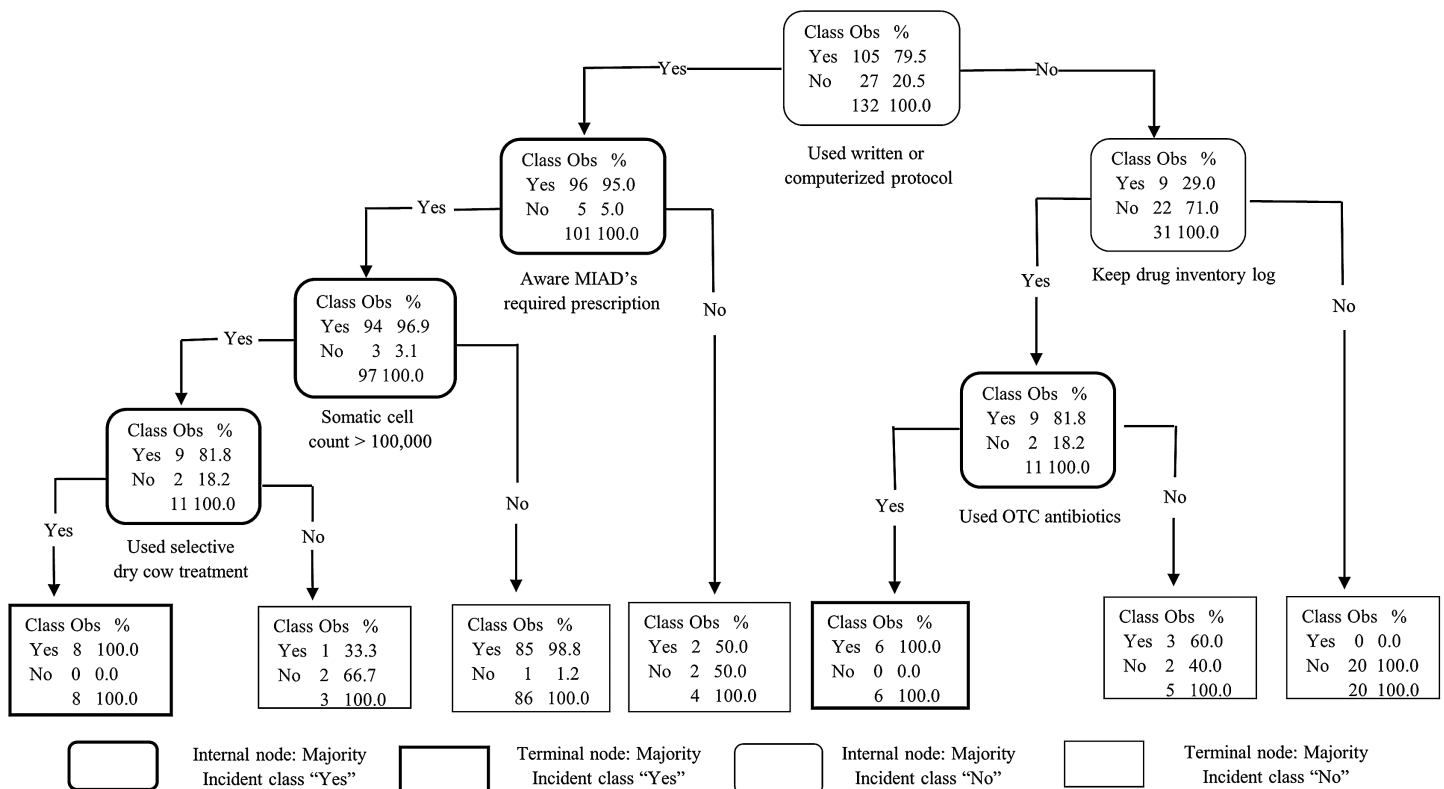 Class Obs %
Yes 105 79.5
No 27 20.5
132 100.0
Used written or
computerized protocol
Yes
No
Class Obs %
Yes 96 95.0
No 5 5.0
101 100.0
Aware MIAD’s
required prescription
Class Obs %
Yes 9 29.0
No 22 71.0
31 100.0
Keep drug inventory log
Yes
No
Yes
No
Class Obs %
Yes 94 96.9
No 3 3.1
97 100.0
Somatic cell
count > 100,000
Yes
No
Class Obs %
Yes 9 81.8
No 2 18.2
11 100.0
Used OTC antibiotics
Yes
No
Class Obs %
Yes 9 81.8
No 2 18.2
11 100.0
Used selective
dry cow treatment
Yes
No
Class Obs %
Yes 8 100.0
No 0 0.0
8 100.0
Class Obs %
Yes 1 33.3
No 2 66.7
3 100.0
Class Obs %
Yes 85 98.8
No 1 1.2
86 100.0
Class Obs %
Yes 2 50.0
No 2 50.0
4 100.0
Class Obs %
Yes 6 100.0
No 0 0.0
6 100.0
Class Obs %
Yes 3 60.0
No 2 40.0
5 100.0
Class Obs %
Yes 0 0.0
No 20 100.0
20 100.0
Internal node: Majority
Incident class “Yes”
Terminal node: Majority
Incident class “Yes”
Internal node: Majority
Incident class “No”
Terminal node: Majority
Incident class “No”